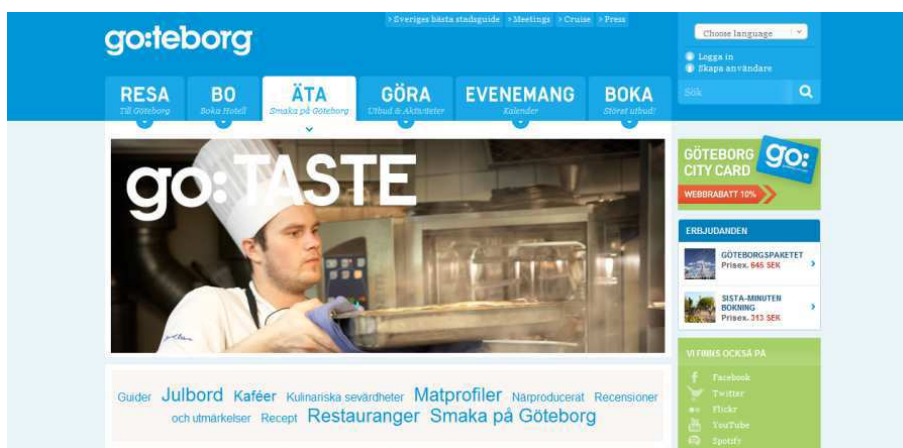 > Sveriges bästa stadsguide > Meetings > Cruise > Press
go:teborg
Choose language
Logga in
Skapa användare
Sök
RESA
Till Göteborg
BO
Boka Hotell
ÄTA
Smaka på Göteborg
GÖRA
Utbud & Aktiviteter
EVENEMANG
Kalender
BOKA
Störst utbud!
go:TASTE
GÖTEBORG
CITY CARD
go:
WEBBRABATT 10%
ERBJUDANDEN
GÖTEBORGSPAKETET
Prisex. 645 SEK
SISTA-MINUTEN
BOKNING
Prisex. 313 SEK
VI FINNS OCKSÅ PÅ
Facebook
Twitter
Flickr
YouTube
Spotify
Guider Julbord Kaféer Kulinariska sevärdheter Matprofiler Närproducerat Recensioner
och utmärkelser Recept Restauranger Smaka på Göteborg